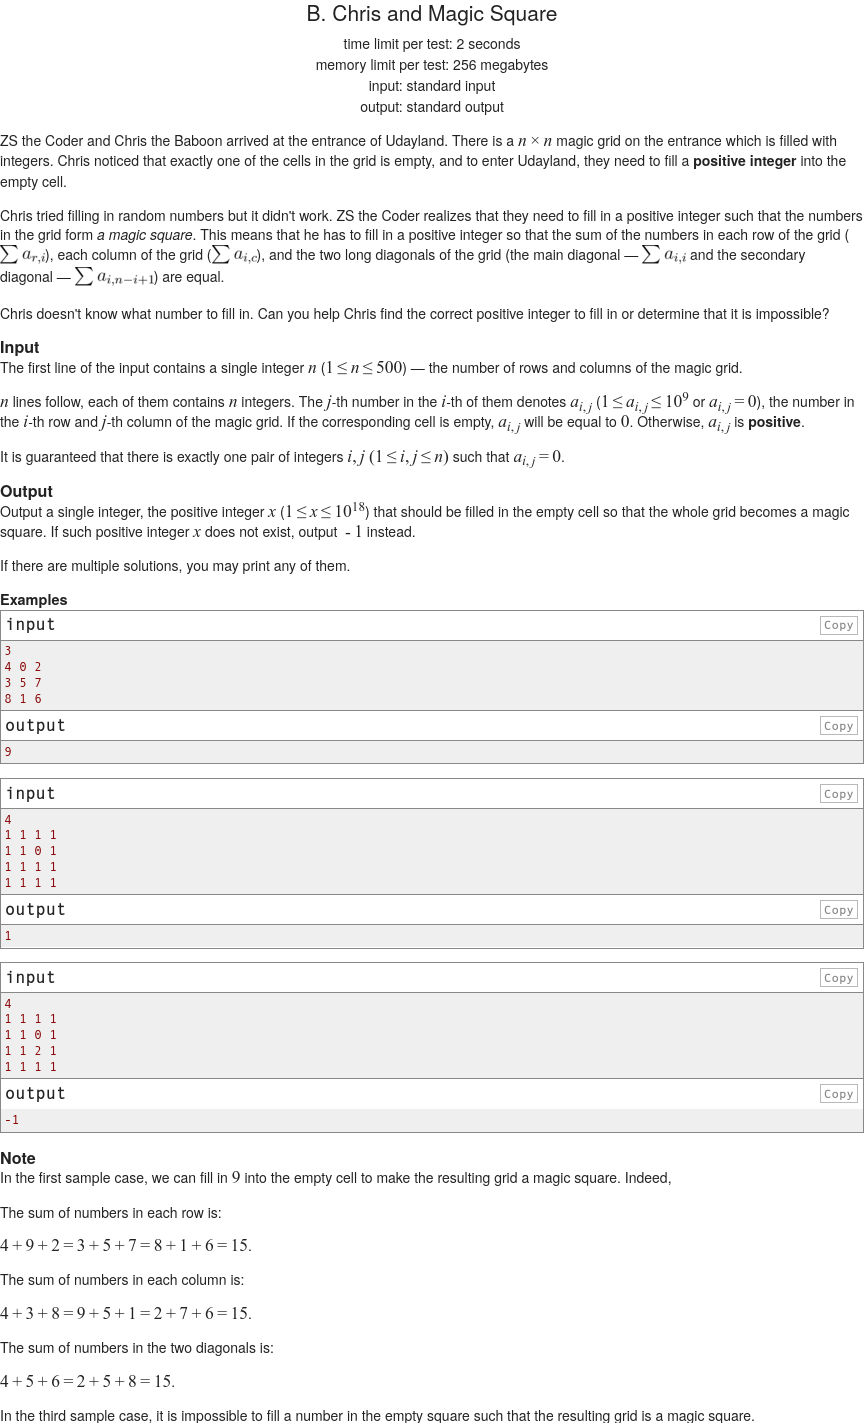 B. Chris and Magic Square
time limit per test: 2 seconds
memory limit per test: 256 megabytes
input: standard input
output: standard output
ZS the Coder and Chris the Baboon arrived at the entrance of Udayland. There is a n × n magic grid on the entrance which is filled with
integers. Chris noticed that exactly one of the cells in the grid is empty, and to enter Udayland, they need to fill a positive integer into the
empty cell.
Chris tried filling in random numbers but it didn't work. ZS the Coder realizes that they need to fill in a positive integer such that the numbers
in the grid form a magic square. This means that he has to fill in a positive integer so that the sum of the numbers in each row of the grid (
∑ a_{r,i}), each column of the grid (∑ a_{i,c}), and the two long diagonals of the grid (the main diagonal — ∑ a_{i,i} and the secondary
diagonal — ∑ a_{i,n−i+1}) are equal.
Chris doesn't know what number to fill in. Can you help Chris find the correct positive integer to fill in or determine that it is impossible?
Input
The first line of the input contains a single integer n (1 ≤ n ≤ 500) — the number of rows and columns of the magic grid.
n lines follow, each of them contains n integers. The j-th number in the i-th of them denotes a_{i,j} (1 ≤ a_{i,j} ≤ 10^9 or a_{i,j} = 0), the number in
the i-th row and j-th column of the magic grid. If the corresponding cell is empty, a_{i,j} will be equal to 0. Otherwise, a_{i,j} is positive.
It is guaranteed that there is exactly one pair of integers i, j (1 ≤ i, j ≤ n) such that a_{i,j} = 0.
Output
Output a single integer, the positive integer x (1 ≤ x ≤ 10^18) that should be filled in the empty cell so that the whole grid becomes a magic
square. If such positive integer x does not exist, output - 1 instead.
If there are multiple solutions, you may print any of them.
Examples
input Copy
3
4 0 2
3 5 7
8 1 6
output Copy
9
input Copy
4
1 1 1 1
1 1 0 1
1 1 1 1
1 1 1 1
output Copy
1
input Copy
4
1 1 1 1
1 1 0 1
1 1 2 1
1 1 1 1
output Copy
-1
Note
In the first sample case, we can fill in 9 into the empty cell to make the resulting grid a magic square. Indeed,
The sum of numbers in each row is:
4 + 9 + 2 = 3 + 5 + 7 = 8 + 1 + 6 = 15.
The sum of numbers in each column is:
4 + 3 + 8 = 9 + 5 + 1 = 2 + 7 + 6 = 15.
The sum of numbers in the two diagonals is:
4 + 5 + 6 = 2 + 5 + 8 = 15.
In the third sample case, it is impossible to fill a number in the empty square such that the resulting grid is a magic square.